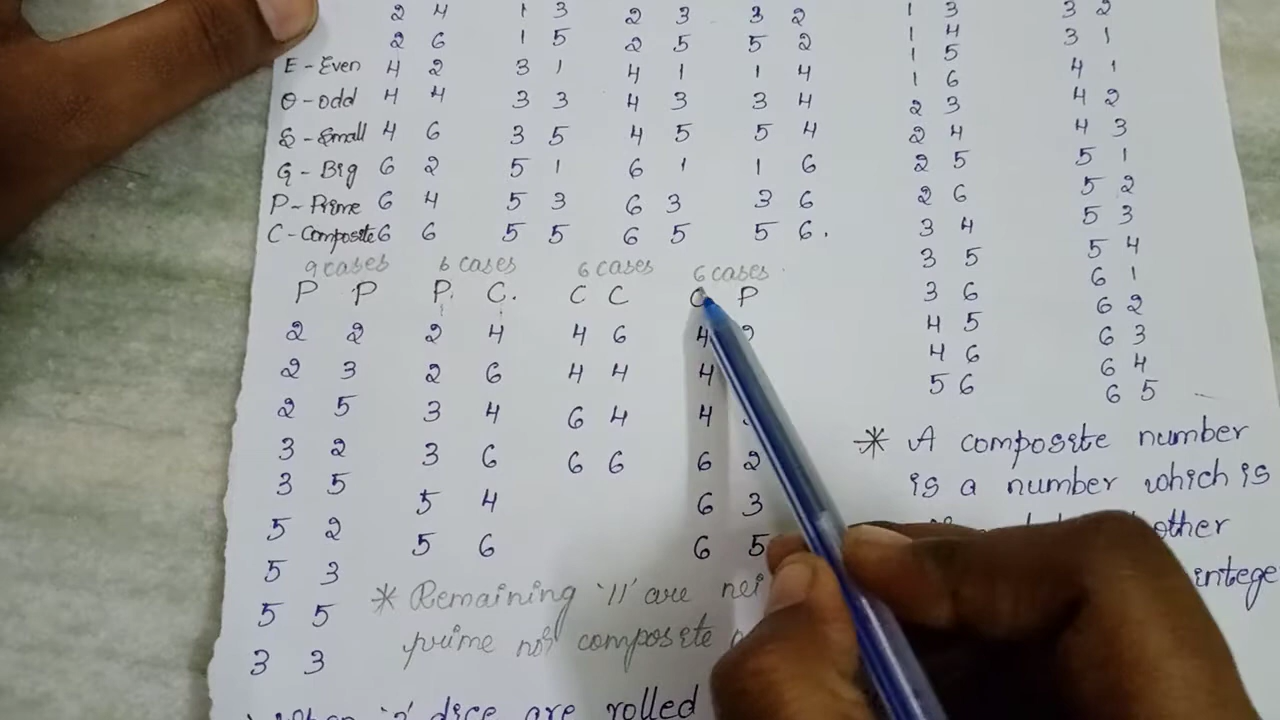 2 4 1 3 2 3 3 2 1 3 3 2
2 6 1 5 2 5 5 2 1 4 3 1
E - Even 4 2 3 1 4 1 1 4 1 5 4 1
O - odd 4 4 3 3 4 3 3 4 1 6 4 2
S - Small 4 6 3 5 4 5 5 4 2 3 4 3
G - Big 6 2 5 1 6 1 1 6 2 4 5 1
P - Prime 6 4 5 3 6 3 3 6 2 5 5 2
C - Composite 6 6 5 5 6 5 5 6. 2 6 5 3
9 cases 6 cases 6 cases 6 cases
P P P. C. C C C P
2 2 2 4 4 6 4 2
2 3 2 6 4 4 4
2 5 3 4 6 4 4
3 2 3 6 6 6 6 2
3 5 5 4 6 3
5 2 5 6 6 5
5 3
5 5
3 3
3 4 5 4
3 5 6 1
3 6 6 2
4 5 6 3
4 6 6 4
5 6 6 5
* A composite number
is a number which is
other
intege
* Remaining '11' are nei
prime nor composite
When '2' dice are rolled